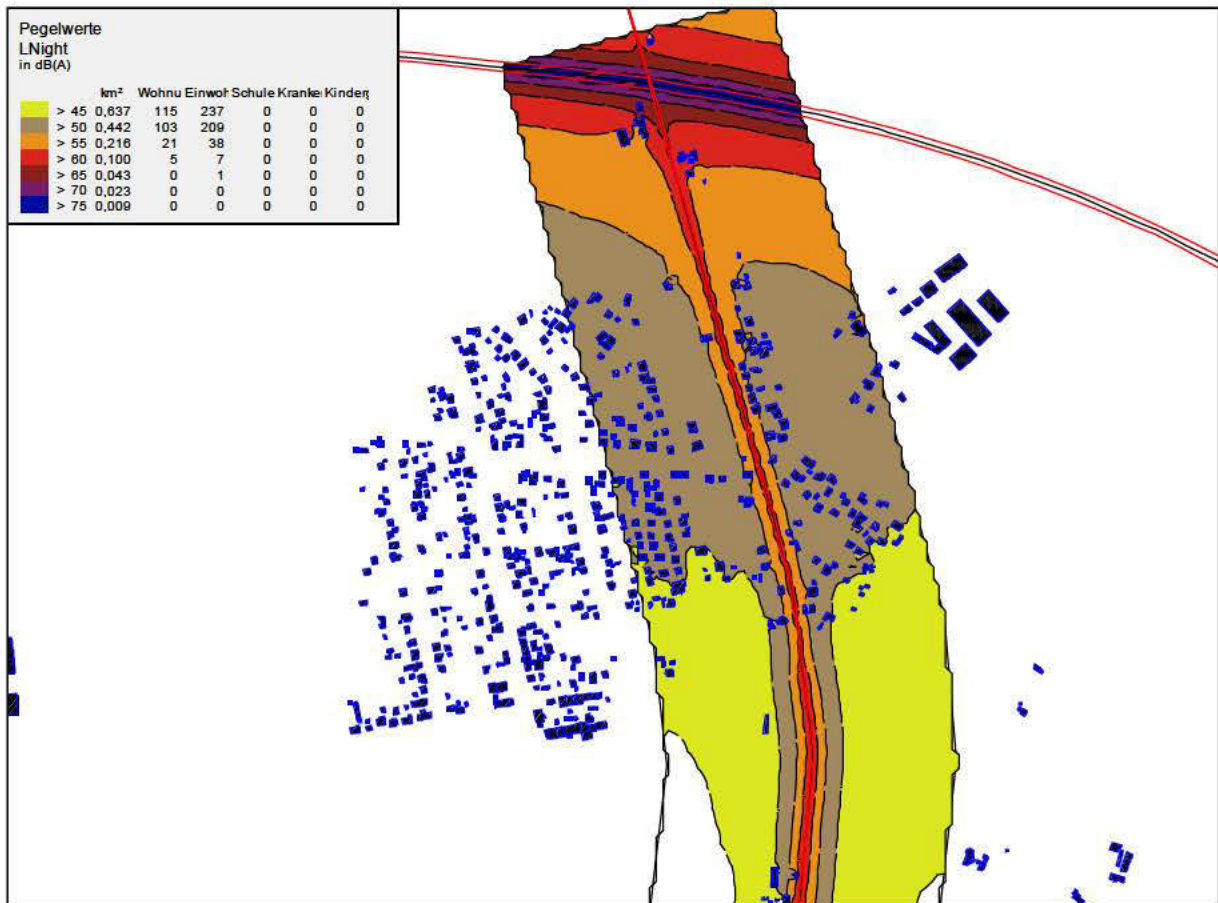 Pegelwerte
LNight
in dB(A)
km² Wohnu Einwoh Schule Kranke Kinderg
> 45 0,637 115 237 0 0 0
> 50 0,442 103 209 0 0 0
> 55 0,216 21 38 0 0 0
> 60 0,100 5 7 0 0 0
> 65 0,043 0 1 0 0 0
> 70 0,023 0 0 0 0 0
> 75 0,009 0 0 0 0 0